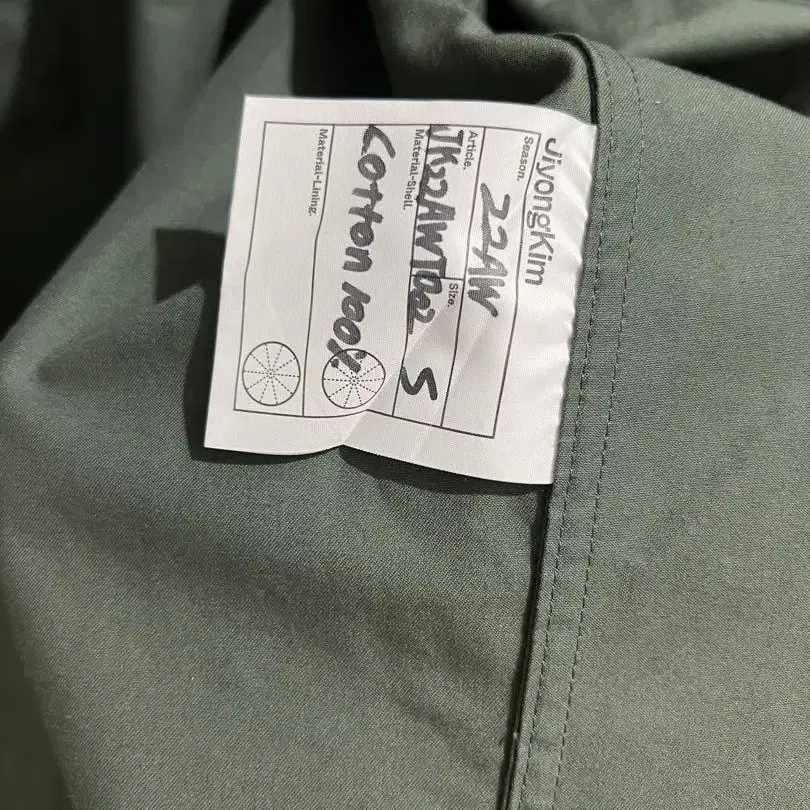 JiyongKim
Season.
22AW
Article.
Size.
JK22AWT002
S
Material-Shell.
Cotton 100%
Material-Lining.